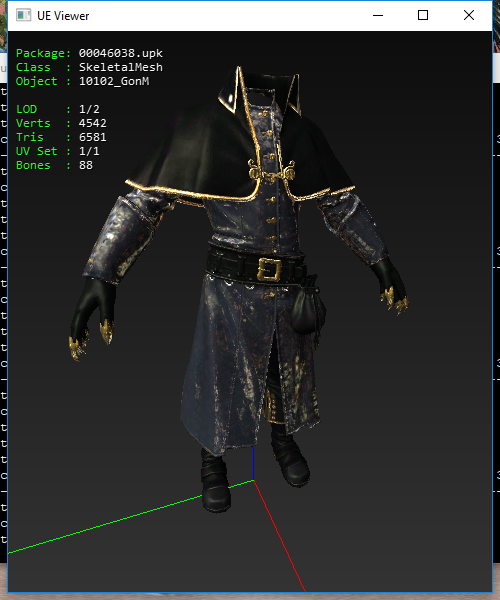 UE Viewer
Package: 00046038.upk
Class : SkeletalMesh
Object : 10102_GonM
LOD : 1/2
Verts : 4542
Tris : 6581
UV Set : 1/1
Bones : 88